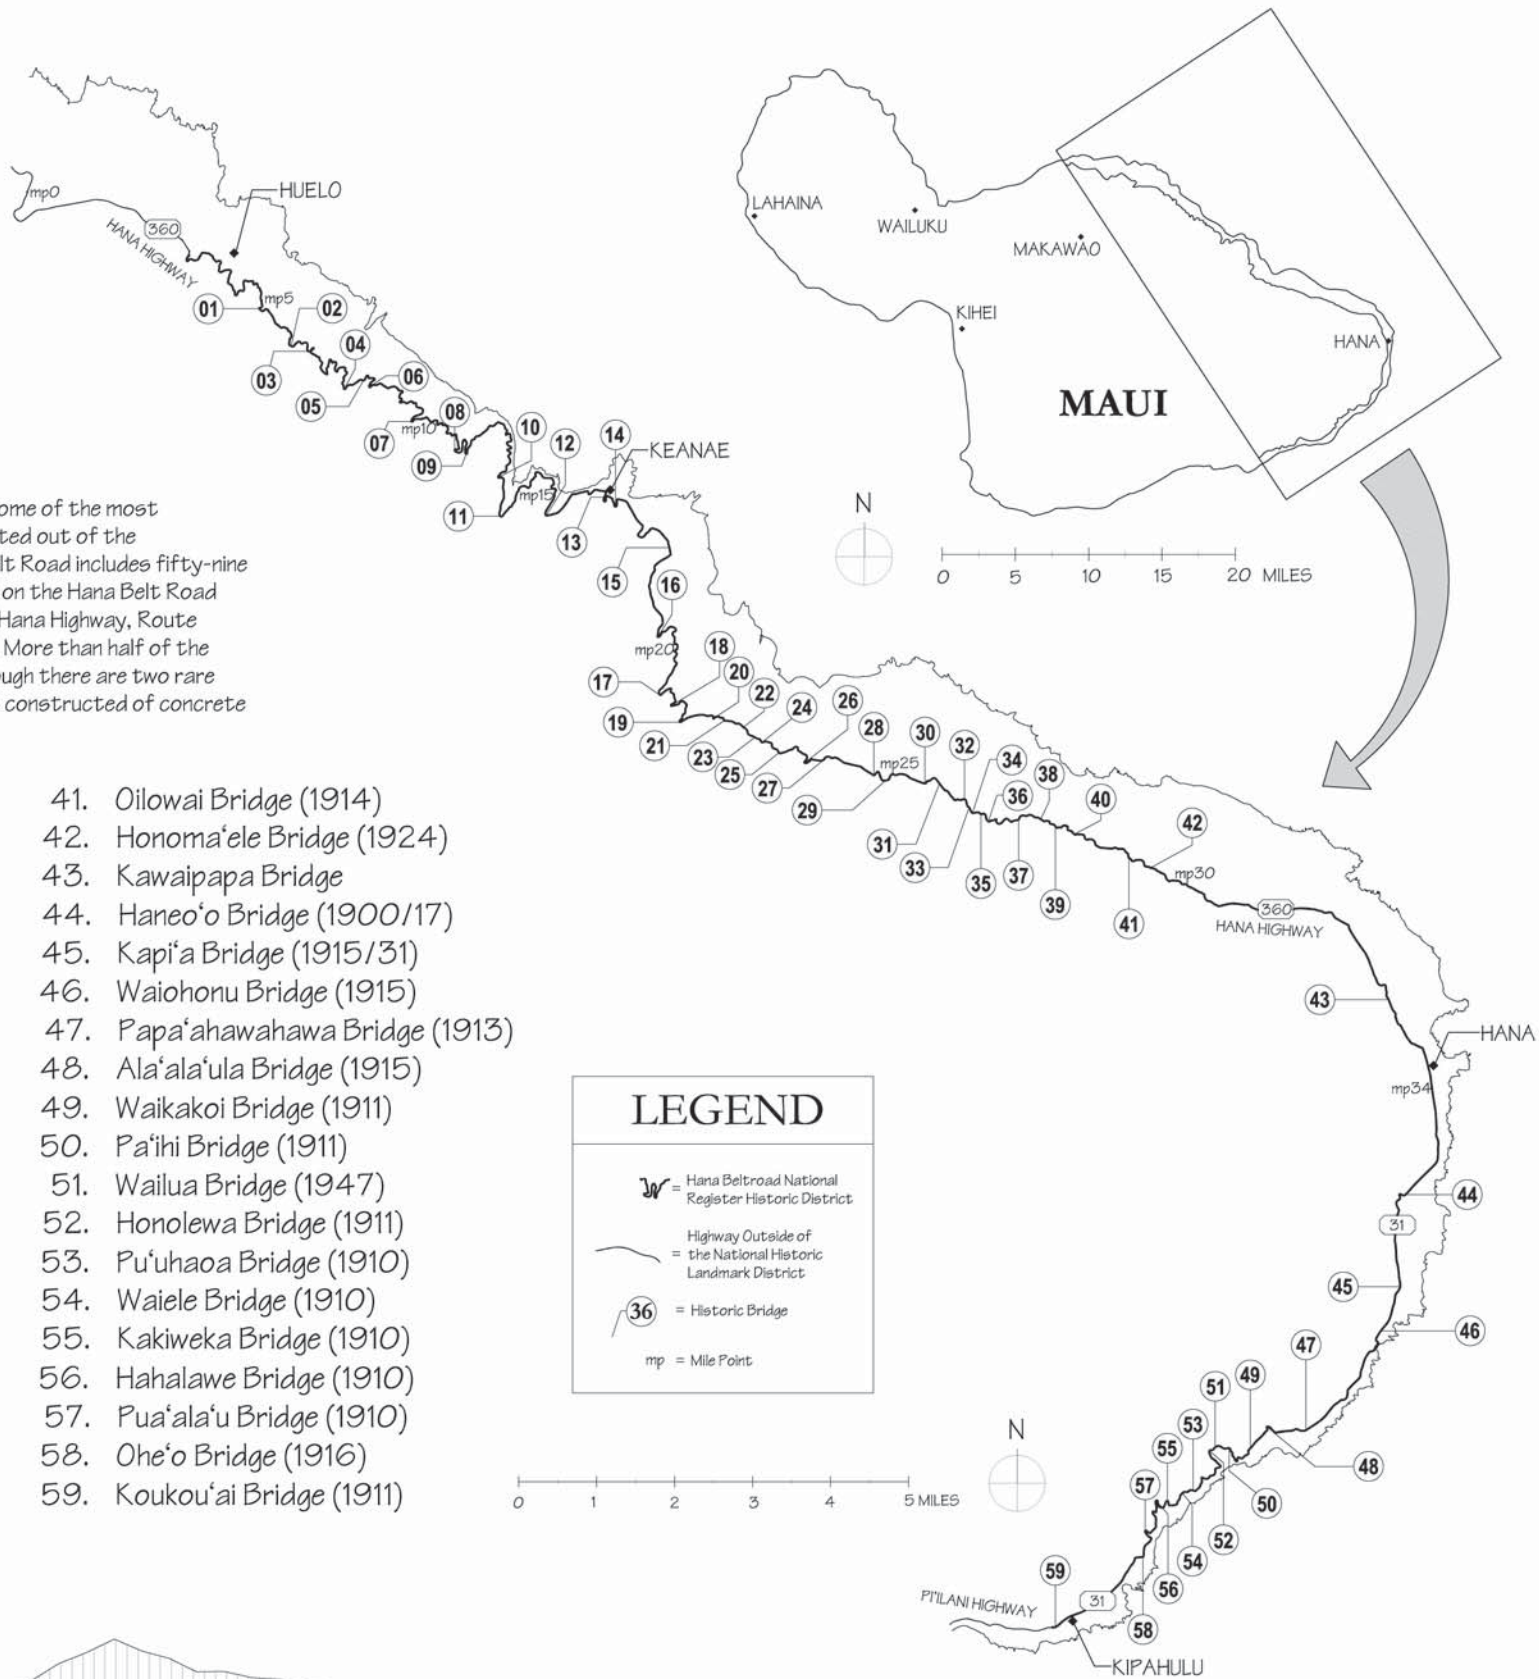 mp0
HUELO
360
HANA HIGHWAY
01
mp5
02
03
04
05
06
07
mp10
08
09
10
11
mp15
12
13
14
KEANAE
15
16
mp20
17
18
19
20
21
22
23
24
25
26
27
28
mp25
29
30
31
32
33
34
35
36
37
38
39
40
41
42
mp30
360
HANA HIGHWAY
43
HANA
mp34
44
31
45
46
47
48
49
50
51
52
53
54
55
56
57
58
59
31
PI'ILANI HIGHWAY
KIPAHULU
LAHAINA
WAILUKU
MAKAWAO
KIHEI
HANA
MAUI
N
0 5 10 15 20 MILES
ome of the most
ted out of the
lt Road includes fifty-nine
on the Hana Belt Road
Hana Highway, Route
More than half of the
ugh there are two rare
constructed of concrete
41. Oilowai Bridge (1914)
42. Honoma'ele Bridge (1924)
43. Kawaipapa Bridge
44. Haneo'o Bridge (1900/17)
45. Kapi'a Bridge (1915/31)
46. Waiohonu Bridge (1915)
47. Papa'ahawahawa Bridge (1913)
48. Ala'ala'ula Bridge (1915)
49. Waikakoi Bridge (1911)
50. Pa'ihi Bridge (1911)
51. Wailua Bridge (1947)
52. Honolewa Bridge (1911)
53. Pu'uhaoa Bridge (1910)
54. Waiele Bridge (1910)
55. Kakiweka Bridge (1910)
56. Hahalawe Bridge (1910)
57. Pua'ala'u Bridge (1910)
58. Ohe'o Bridge (1916)
59. Koukou'ai Bridge (1911)
LEGEND
= Hana Beltroad National
Register Historic District
Highway Outside of
= the National Historic
Landmark District
36 = Historic Bridge
mp = Mile Point
N
0 1 2 3 4 5 MILES